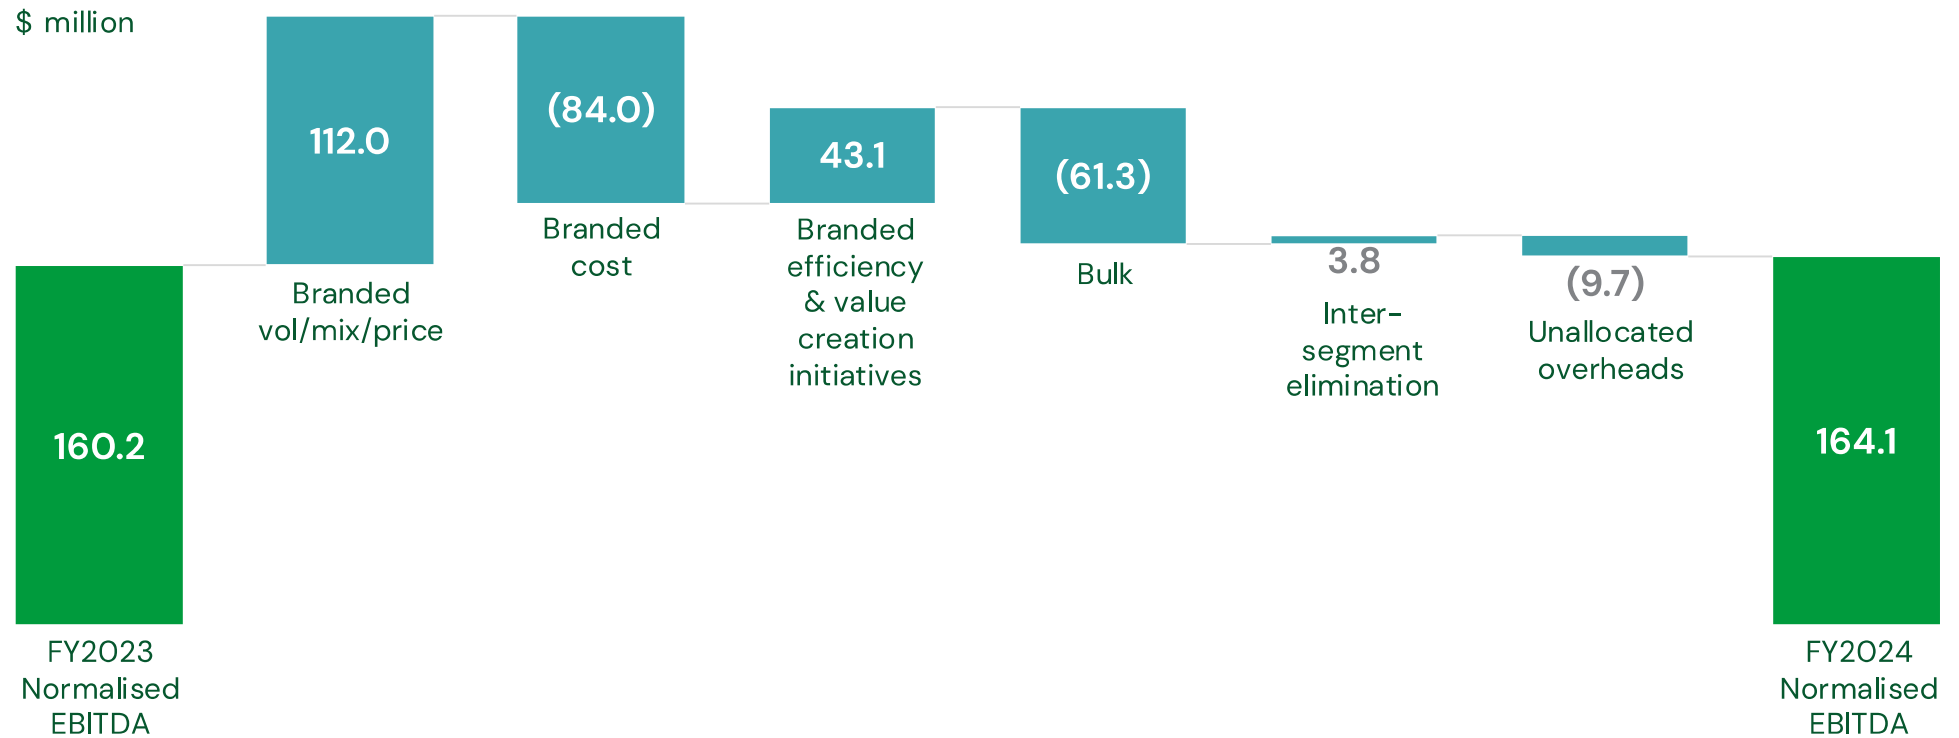 $ million
160.2
FY2023
Normalised
EBITDA
112.0
Branded
vol/mix/price
(84.0)
Branded
cost
43.1
Branded
efficiency
& value
creation
initiatives
(61.3)
Bulk
3.8
Inter-
segment
elimination
(9.7)
Unallocated
overheads
164.1
FY2024
Normalised
EBITDA